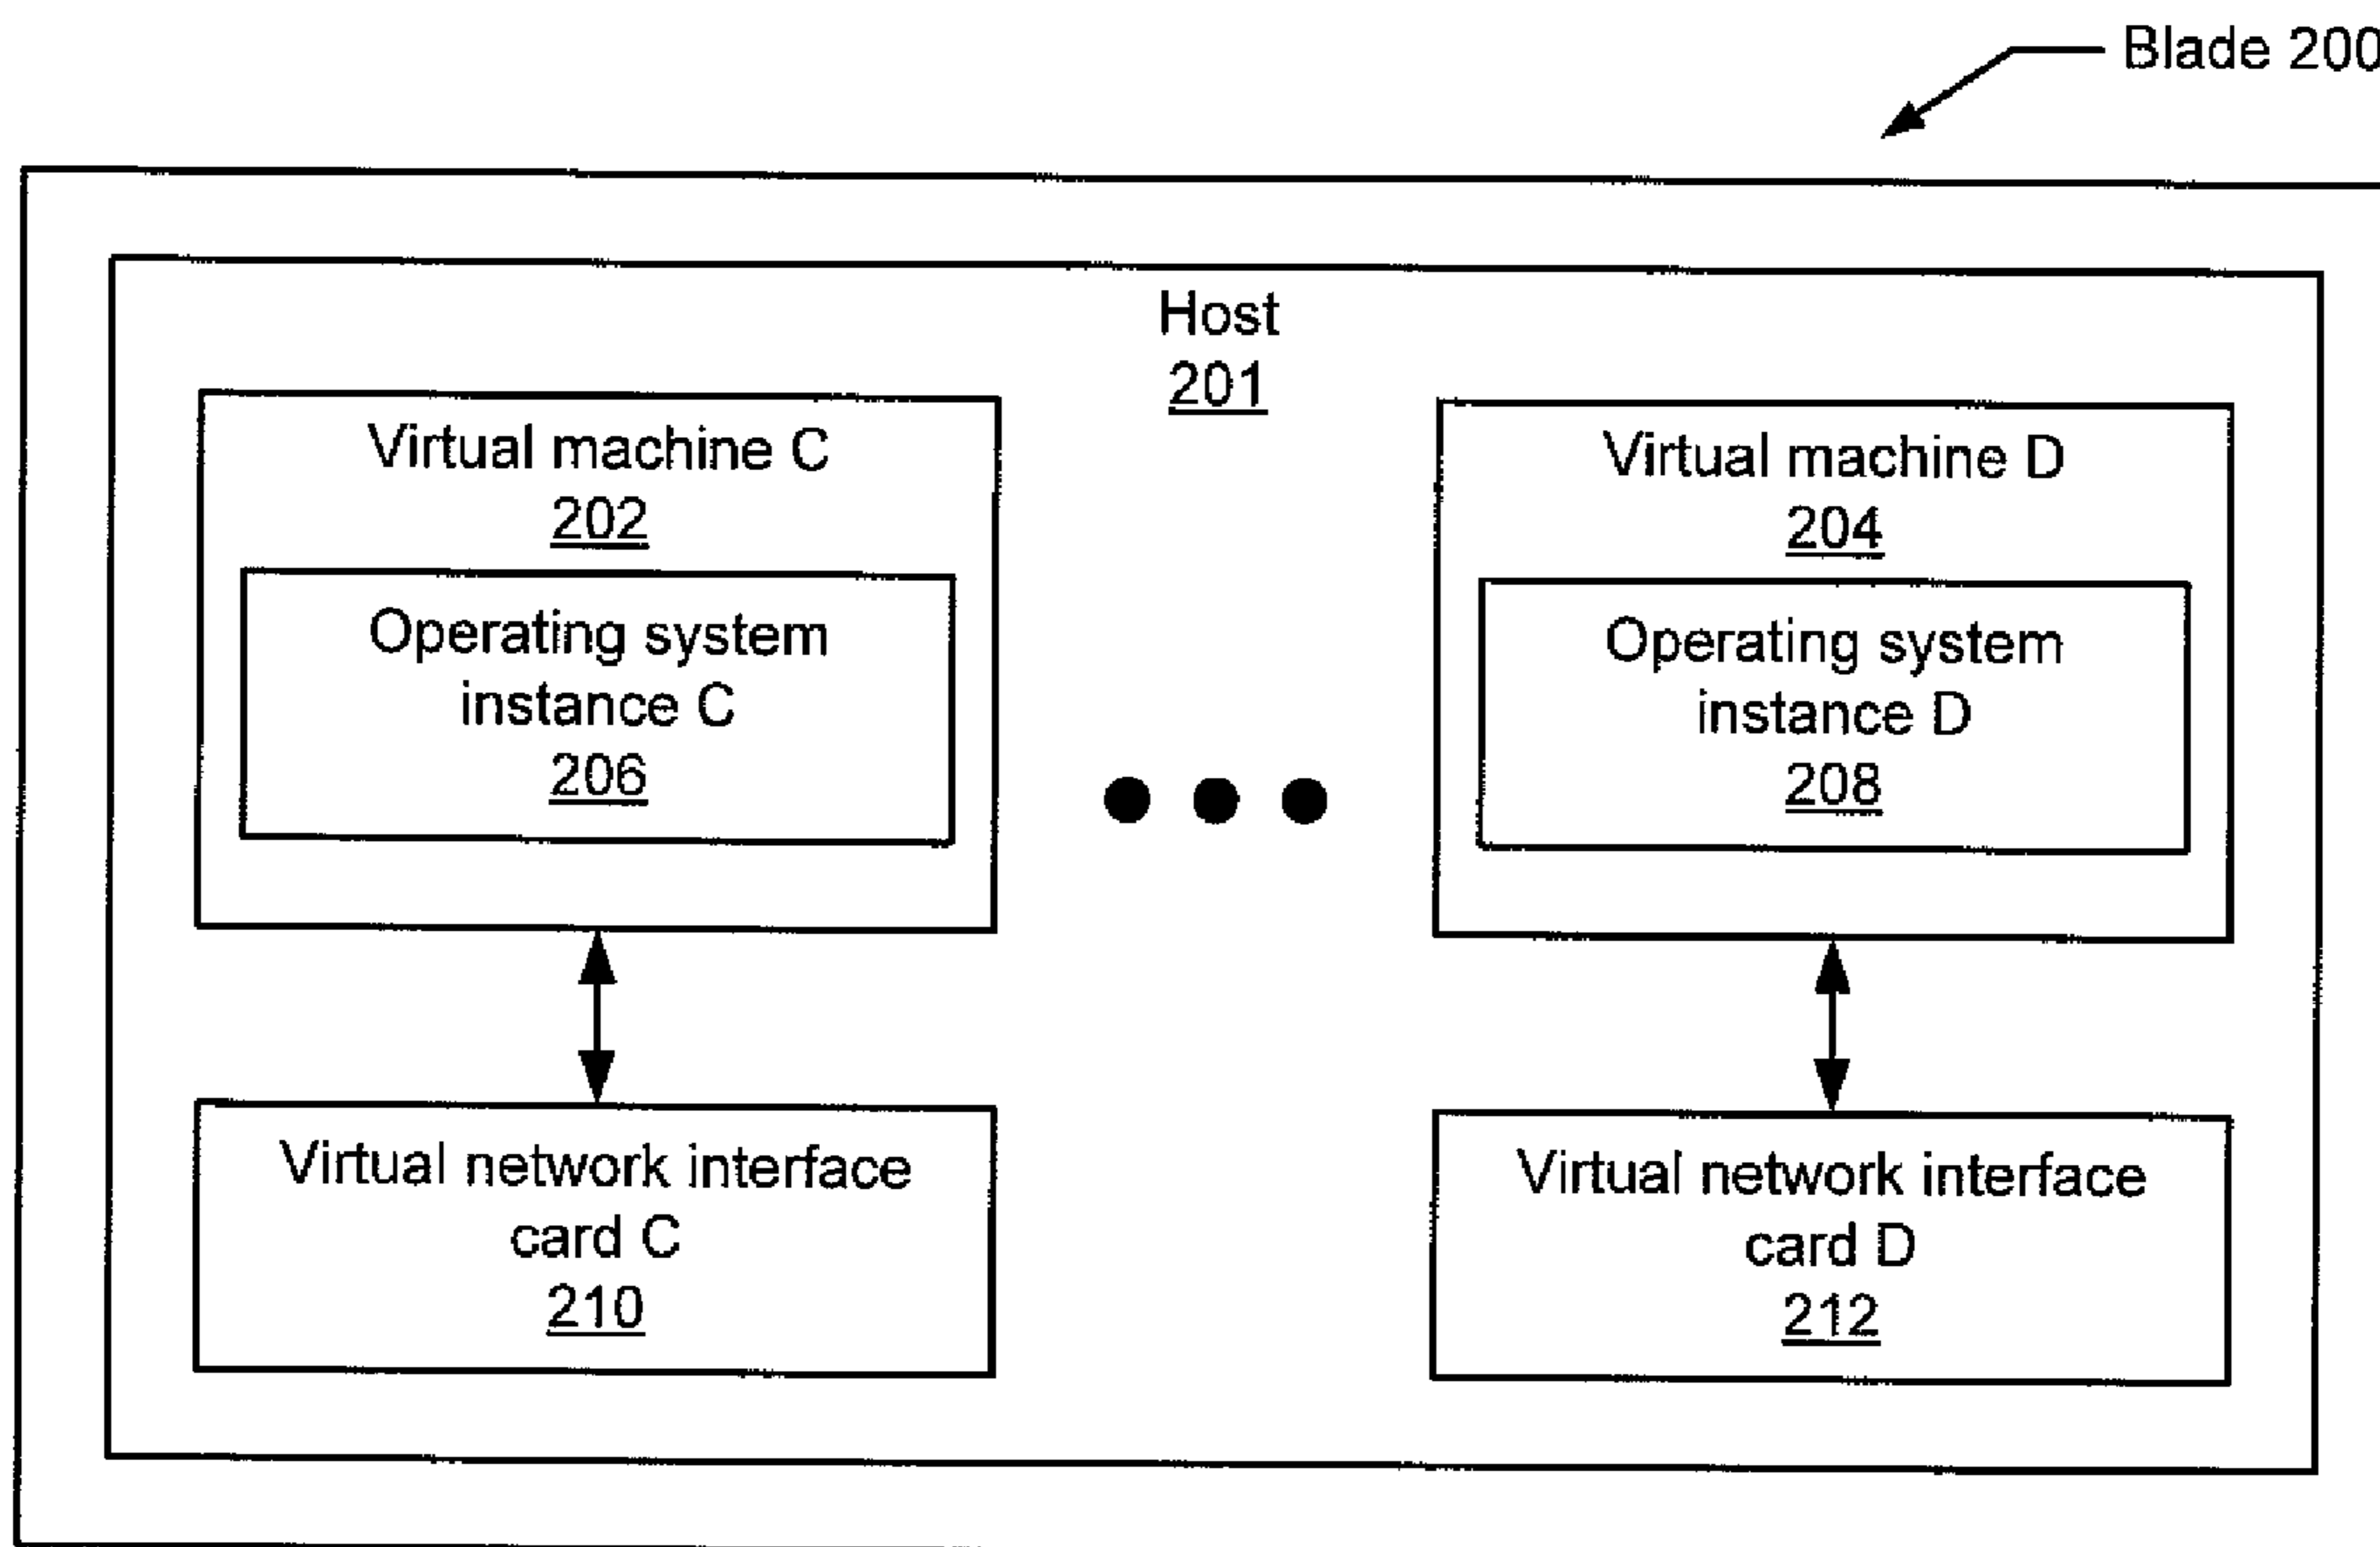 Blade 200
Host
201
Virtual machine C
202
Operating system
instance C
206
Virtual machine D
204
Operating system
instance D
208
Virtual network interface
card C
210
Virtual network interface
card D
212